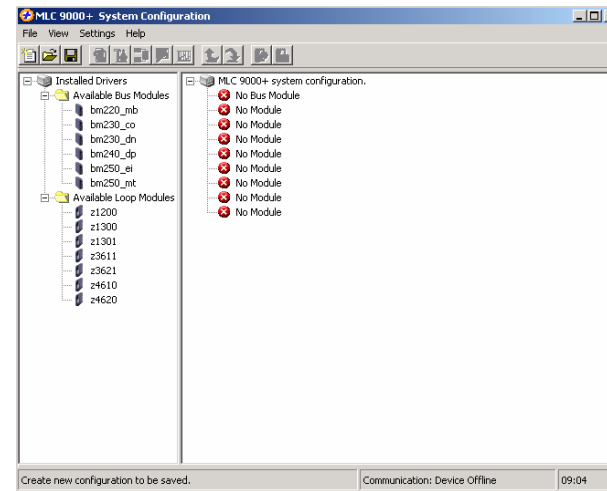 MLC 9000+ System Configuration
File View Settings Help
Installed Drivers
Available Bus Modules
bm220_mb
bm230_co
bm230_dn
bm240_dp
bm250_ei
bm250_mt
Available Loop Modules
z1200
z1300
z1301
z3611
z3621
z4610
z4620
MLC 9000+ system configuration.
No Bus Module
No Module
No Module
No Module
No Module
No Module
No Module
No Module
No Module
Create new configuration to be saved.
Communication: Device Offline
09:04